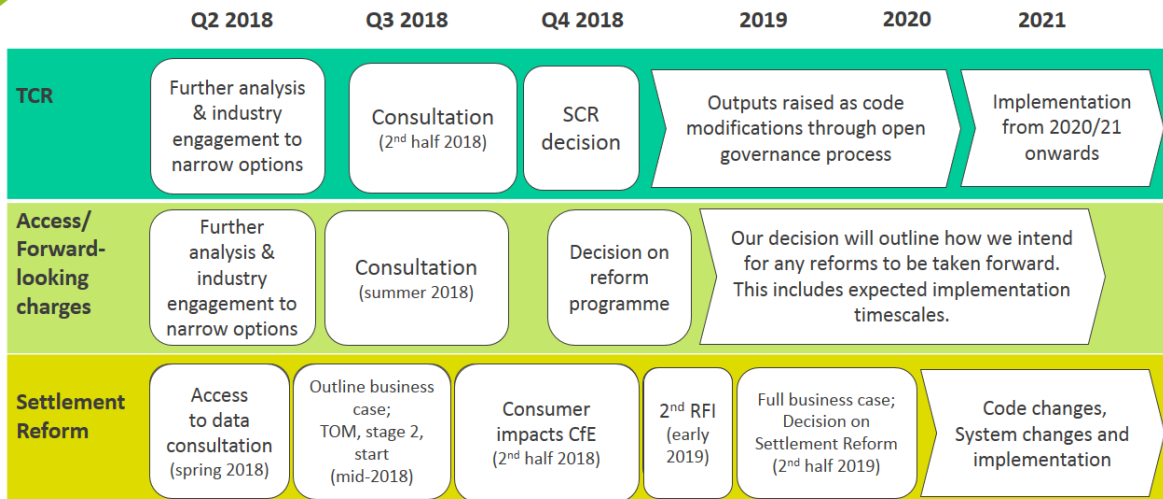 Q2 2018 Q3 2018 Q4 2018 2019 2020 2021
TCR
Further analysis
& industry
engagement to
narrow options
Consultation
(2nd half 2018)
SCR
decision
Outputs raised as code
modifications through open
governance process
Implementation
from 2020/21
onwards
Access/
Forward-
looking
charges
Further
analysis &
industry
engagement to
narrow options
Consultation
(summer 2018)
Decision on
reform
programme
Our decision will outline how we intend
for any reforms to be taken forward.
This includes expected implementation
timescales.
Settlement
Reform
Access
to data
consultation
(spring 2018)
Outline business
case;
TOM, stage 2,
start
(mid-2018)
Consumer
impacts CfE
(2nd half 2018)
2nd RFI
(early
2019)
Full business case;
Decision on
Settlement Reform
(2nd half 2019)
Code changes,
System changes and
implementation